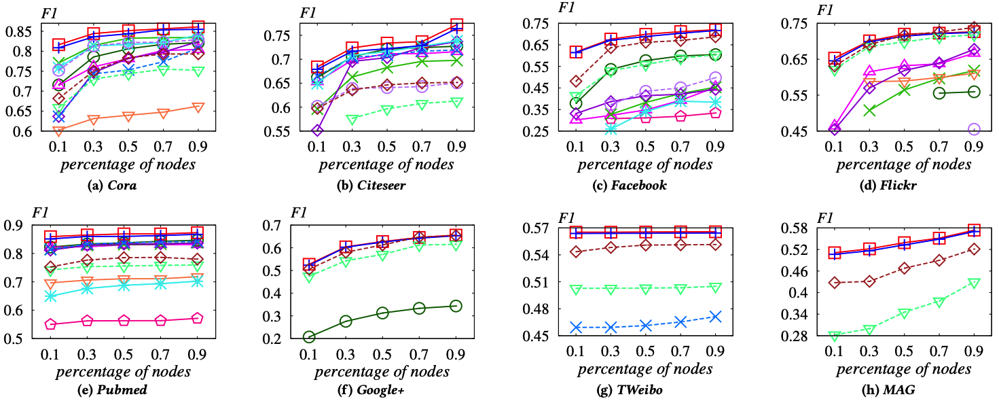 F1
0.85
0.8
0.75
0.7
0.65
0.6
0.1 0.3 0.5 0.7 0.9
percentage of nodes
(a) Cora
F1
0.75
0.7
0.65
0.6
0.55
0.1 0.3 0.5 0.7 0.9
percentage of nodes
(b) Citeseer
F1
0.75
0.65
0.55
0.45
0.35
0.25
0.1 0.3 0.5 0.7 0.9
percentage of nodes
(c) Facebook
F1
0.75
0.65
0.55
0.45
0.1 0.3 0.5 0.7 0.9
percentage of nodes
(d) Flickr
F1
0.9
0.8
0.7
0.6
0.5
0.1 0.3 0.5 0.7 0.9
percentage of nodes
(e) Pubmed
F1
0.7
0.6
0.5
0.4
0.3
0.2
0.1 0.3 0.5 0.7 0.9
percentage of nodes
(f) Google+
F1
0.57
0.54
0.51
0.48
0.45
0.1 0.3 0.5 0.7 0.9
percentage of nodes
(g) TWeibo
F1
0.58
0.52
0.46
0.4
0.34
0.28
0.1 0.3 0.5 0.7 0.9
percentage of nodes
(h) MAG